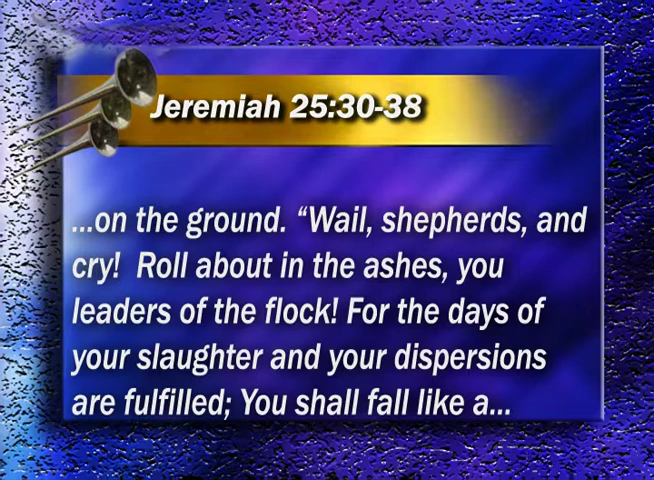 Jeremiah 25:30-38
...on the ground. “Wail, shepherds, and
cry!  Roll about in the ashes, you
leaders of the flock! For the days of
your slaughter and your dispersions
are fulfilled; You shall fall like a...